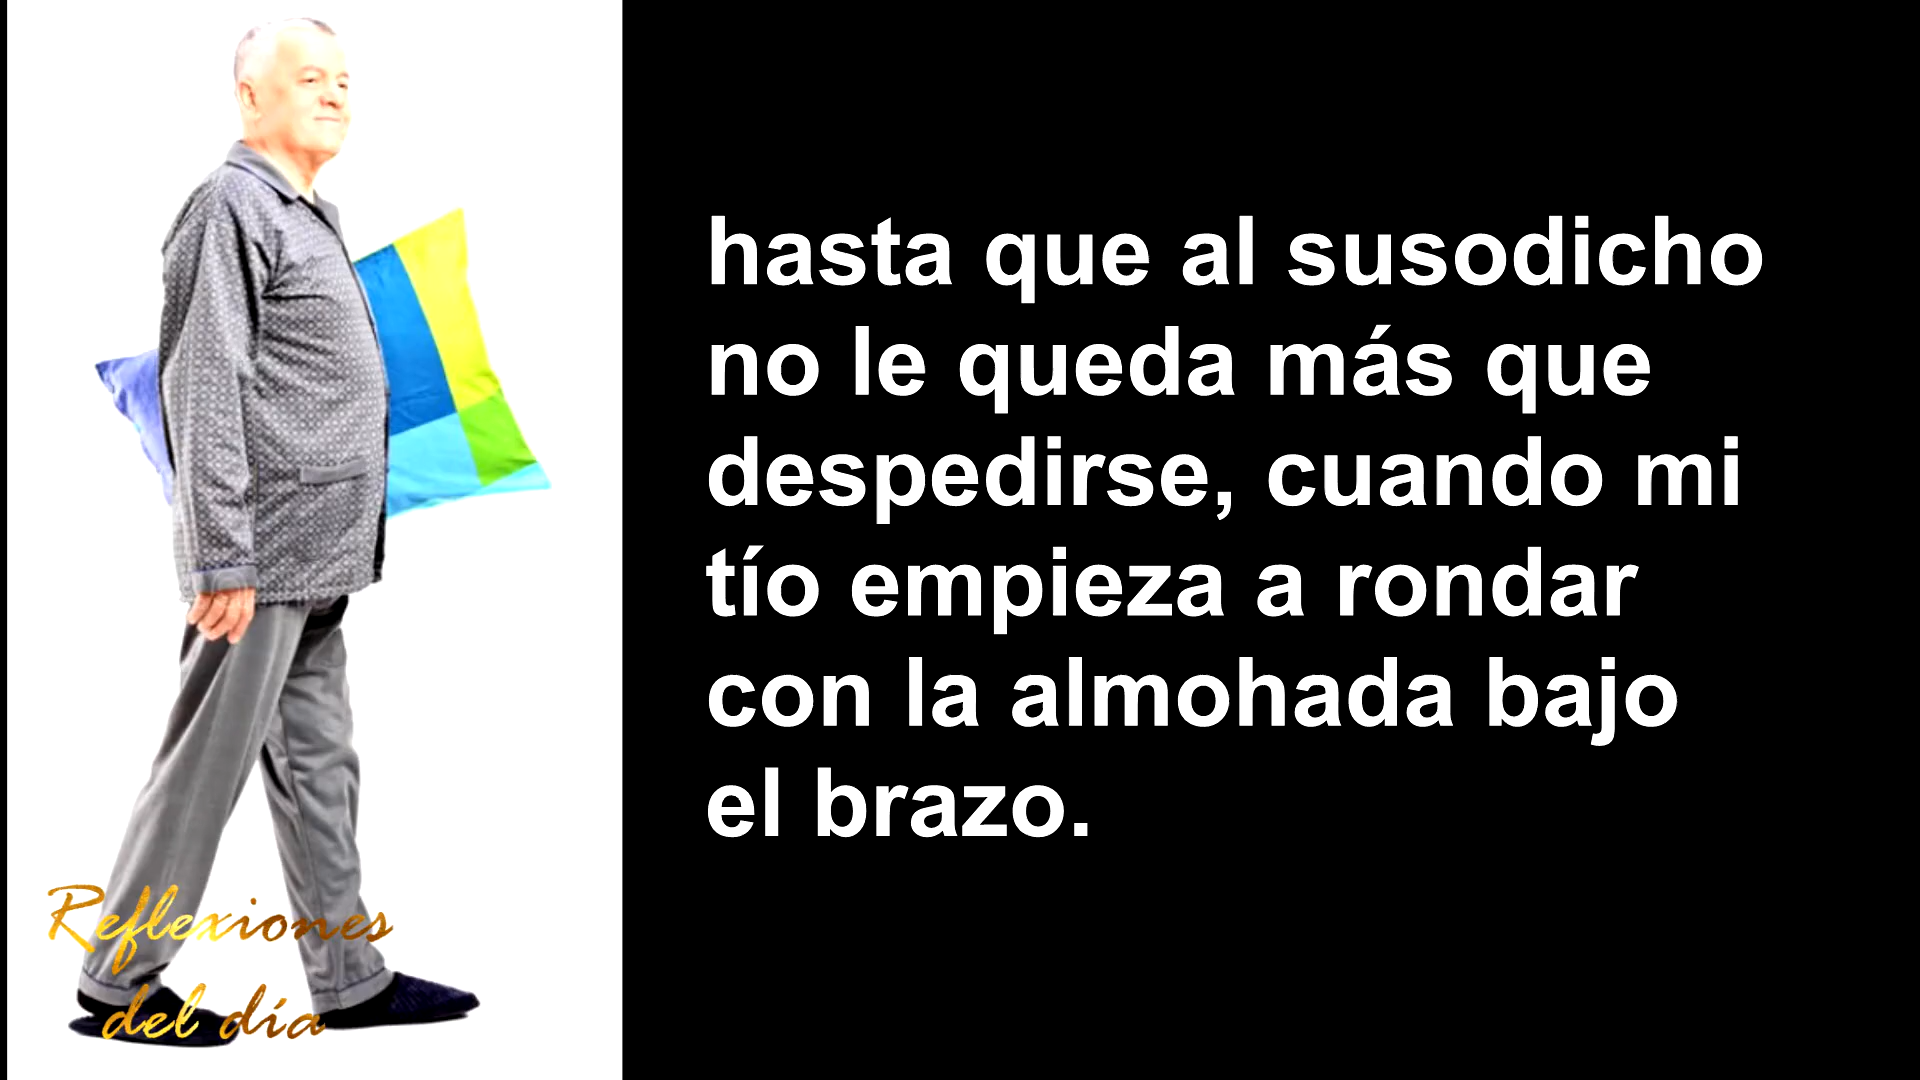 hasta que al susodicho
no le queda más que
despedirse, cuando mi
tío empieza a rondar
con la almohada bajo
el brazo.
Reflexiones
del día